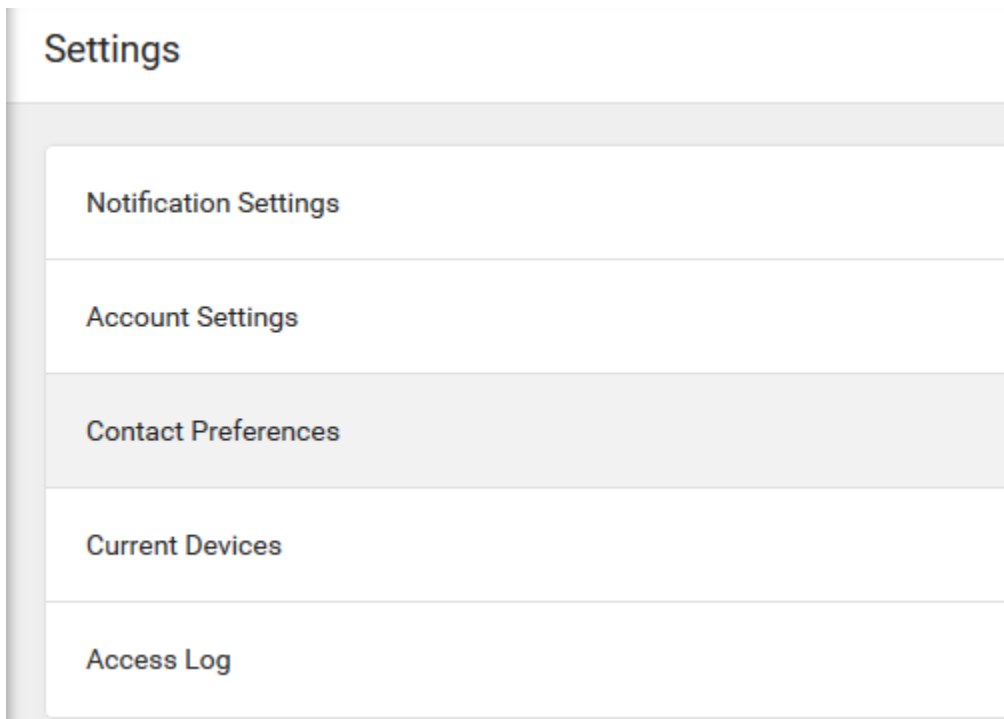 Settings
Notification Settings
Account Settings
Contact Preferences
Current Devices
Access Log